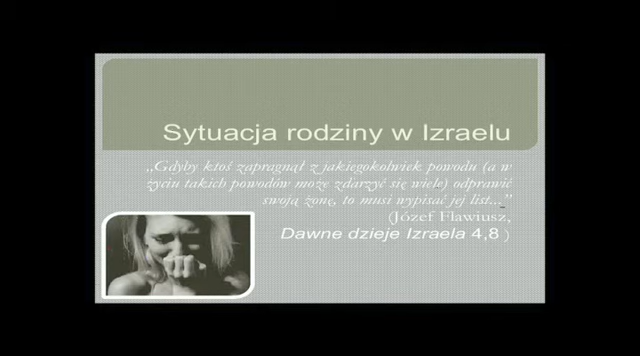 Sytuacja rodziny w Izraelu
„Gdyby ktoś zapragnął z jakiegokolwiek powodu (a w
życiu takich powodów może zdarzyć się wiele) odprawić
swoją żonę, to musi wypisać jej list..."
(Józef Flawiusz,
Dawne dzieje Izraela 4,8 )